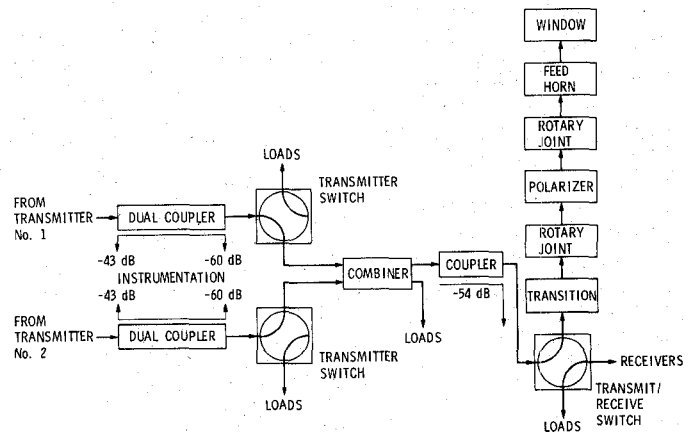 WINDOW
FEED
HORN
ROTARY
JOINT
POLARIZER
ROTARY
JOINT
TRANSITION
LOADS
TRANSMITTER
SWITCH
FROM
TRANSMITTER
No. 1
DUAL COUPLER
-43 dB
-60 dB
INSTRUMENTATION
-43 dB
-60 dB
COMBINER
COUPLER
-54 dB
LOADS
FROM
TRANSMITTER
No. 2
DUAL COUPLER
TRANSMITTER
SWITCH
LOADS
RECEIVERS
TRANSMIT/
RECEIVE
SWITCH
LOADS